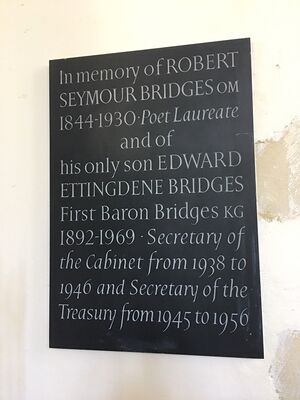 In memory of ROBERT
SEYMOUR BRIDGES OM
1844-1930·Poet Laureate
and of
his only son EDWARD
ETTINGDENE BRIDGES
First Baron Bridges KG
1892-1969 · Secretary of
the Cabinet from 1938 to
1946 and Secretary of the
Treasury from 1945 to 1956